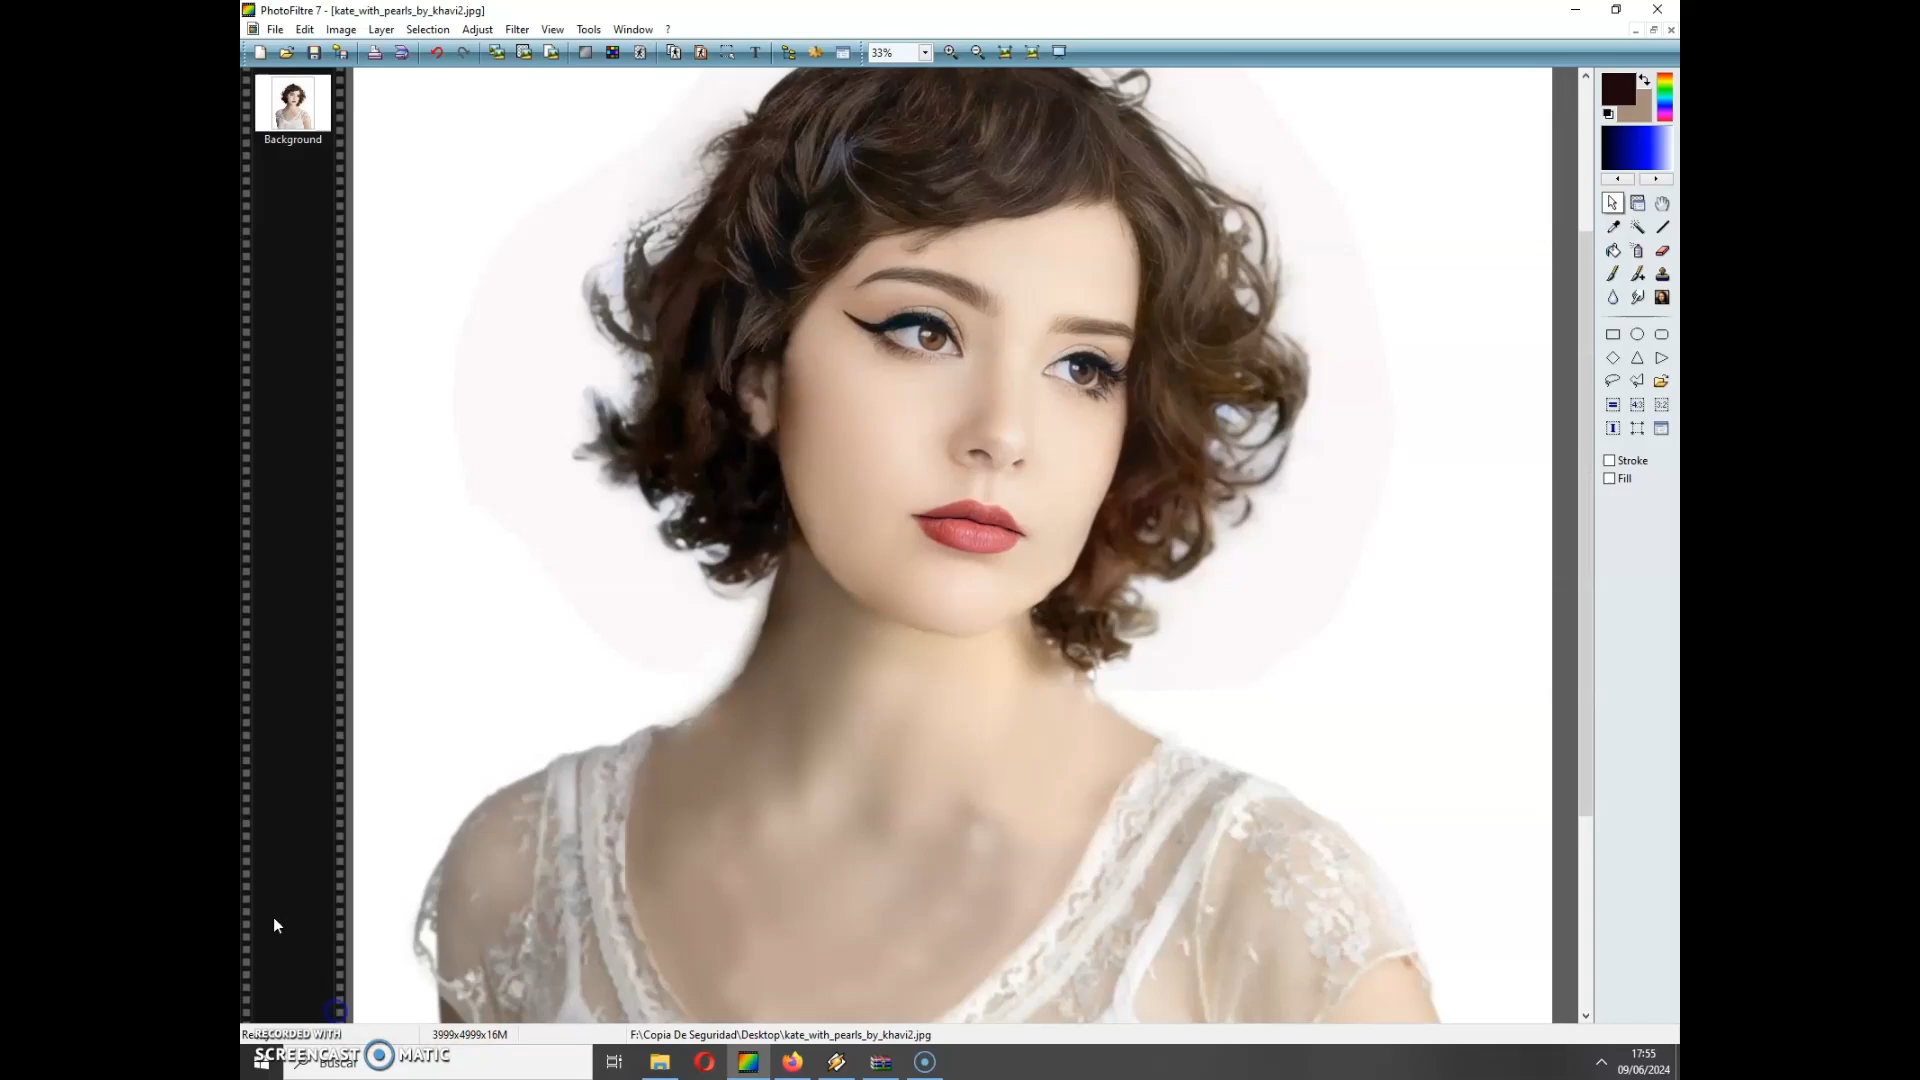 PhotoFiltre 7 - [kate_with_pearls_by_khavi2.jpg]
File Edit Image Layer Selection Adjust Filter View Tools Window ?
33%
Background
Stroke
Fill
3999x4999x16M F:\Copia De Seguridad\Desktop\kate_with_pearls_by_khavi2.jpg
RECORDED WITH
SCREENCAST MATIC
Buscar
17:55
09/06/2024